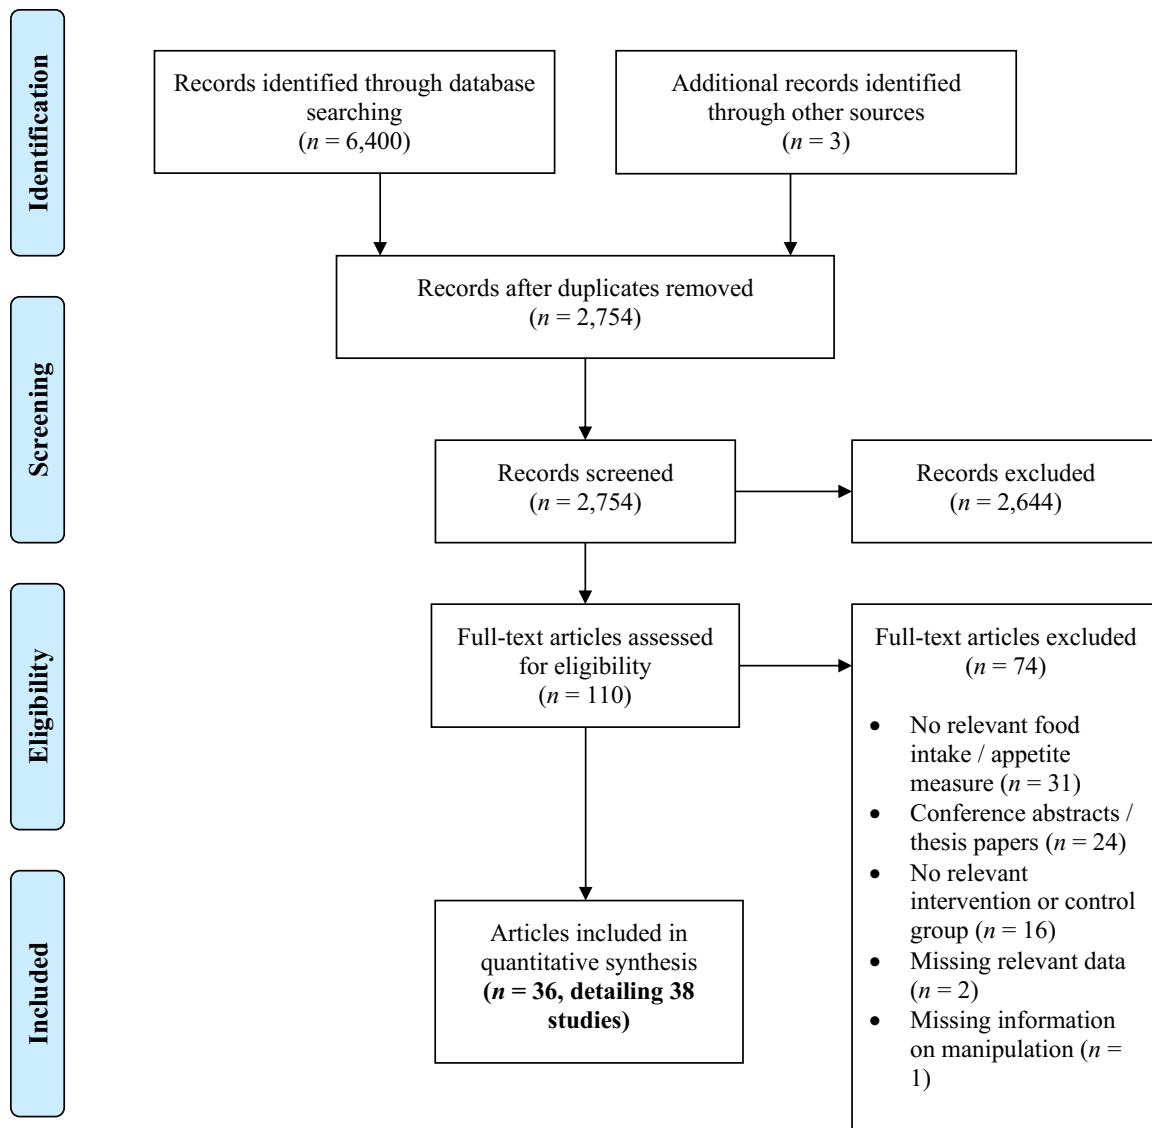 Identification
Records identified through database
searching
(n = 6,400)
Additional records identified
through other sources
(n = 3)
Records after duplicates removed
(n = 2,754)
Screening
Records screened
(n = 2,754)
Records excluded
(n = 2,644)
Eligibility
Full-text articles assessed
for eligibility
(n = 110)
Full-text articles excluded
(n = 74)
• No relevant food
intake / appetite
measure (n = 31)
• Conference abstracts /
thesis papers (n = 24)
• No relevant
intervention or control
group (n = 16)
• Missing relevant data
(n = 2)
• Missing information
on manipulation (n =
1)
Included
Articles included in
quantitative synthesis
(n = 36, detailing 38
studies)